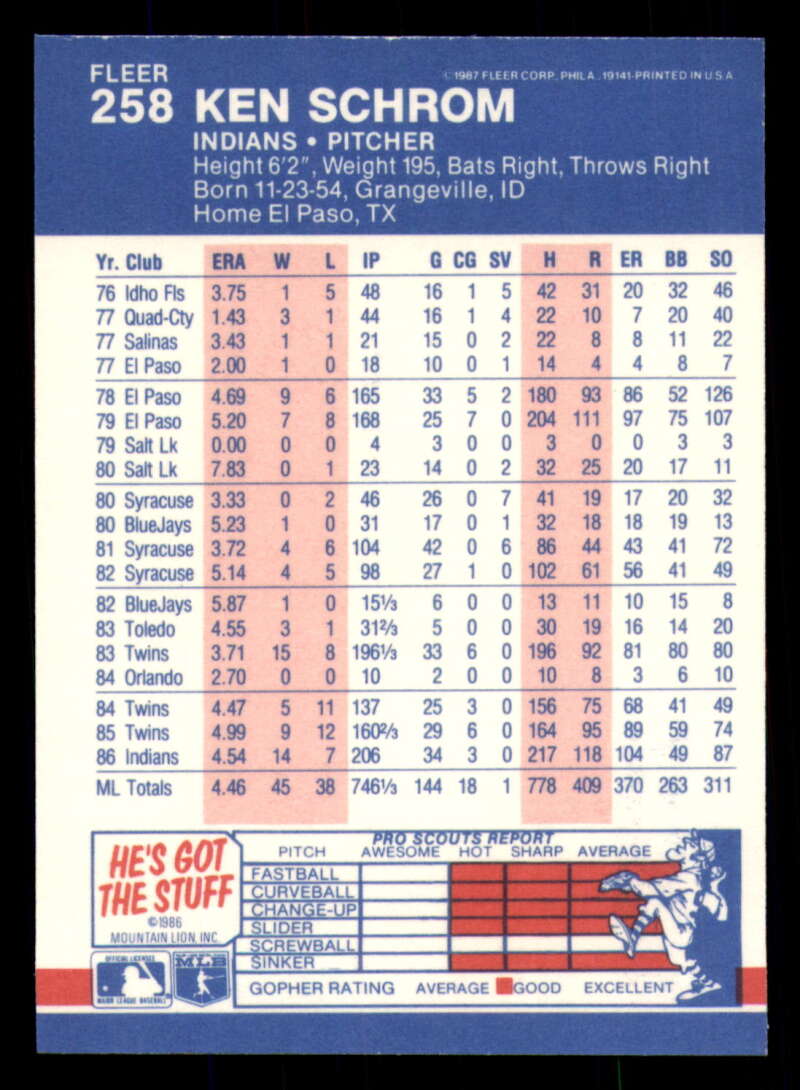 FLEER
©1987 FLEER CORP., PHILA., 19141-PRINTED IN U.S.A
258 KEN SCHROM
INDIANS • PITCHER
Height 6'2", Weight 195, Bats Right, Throws Right
Born 11-23-54, Grangeville, ID
Home El Paso, TX
Yr. Club ERA W L IP G CG SV H R ER BB SO
76 Idho Fls 3.75 1 5 48 16 1 5 42 31 20 32 46
77 Quad-Cty 1.43 3 1 44 16 1 4 22 10 7 20 40
77 Salinas 3.43 1 1 21 15 0 2 22 8 8 11 22
77 El Paso 2.00 1 0 18 10 0 1 14 4 4 8 7
78 El Paso 4.69 9 6 165 33 5 2 180 93 86 52 126
79 El Paso 5.20 7 8 168 25 7 0 204 111 97 75 107
79 Salt Lk 0.00 0 0 4 3 0 0 3 0 0 3 3
80 Salt Lk 7.83 0 1 23 14 0 2 32 25 20 17 11
80 Syracuse 3.33 0 2 46 26 0 7 41 19 17 20 32
80 BlueJays 5.23 1 0 31 17 0 1 32 18 18 19 13
81 Syracuse 3.72 4 6 104 42 0 6 86 44 43 41 72
82 Syracuse 5.14 4 5 98 27 1 0 102 61 56 41 49
82 BlueJays 5.87 1 0 15⅓ 6 0 0 13 11 10 15 8
83 Toledo 4.55 3 1 31⅔ 5 0 0 30 19 16 14 20
83 Twins 3.71 15 8 196⅓ 33 6 0 196 92 81 80 80
84 Orlando 2.70 0 0 10 2 0 0 10 8 3 6 10
84 Twins 4.47 5 11 137 25 3 0 156 75 68 41 49
85 Twins 4.99 9 12 160⅔ 29 6 0 164 95 89 59 74
86 Indians 4.54 14 7 206 34 3 0 217 118 104 49 87
ML Totals 4.46 45 38 746⅓ 144 18 1 778 409 370 263 311
HE'S GOT
THE STUFF
©1986
MOUNTAIN LION, INC.
OFFICIAL LICENSEE
MAJOR LEAGUE BASEBALL
MLB
PRO SCOUTS REPORT
PITCH AWESOME HOT SHARP AVERAGE
FASTBALL
CURVEBALL
CHANGE-UP
SLIDER
SCREWBALL
SINKER
GOPHER RATING AVERAGE GOOD EXCELLENT